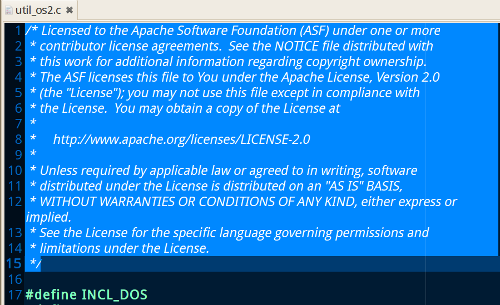 util_os2.c ✖
1 /* Licensed to the Apache Software Foundation (ASF) under one or more
2 * contributor license agreements.  See the NOTICE file distributed with
3 * this work for additional information regarding copyright ownership.
4 * The ASF licenses this file to You under the Apache License, Version 2.0
5 * (the "License"); you may not use this file except in compliance with
6 * the License.  You may obtain a copy of the License at
7 *
8 *     http://www.apache.org/licenses/LICENSE-2.0
9 *
10 * Unless required by applicable law or agreed to in writing, software
11 * distributed under the License is distributed on an "AS IS" BASIS,
12 * WITHOUT WARRANTIES OR CONDITIONS OF ANY KIND, either express or
implied.
13 * See the License for the specific language governing permissions and
14 * limitations under the License.
15 */
16
17 #define INCL_DOS